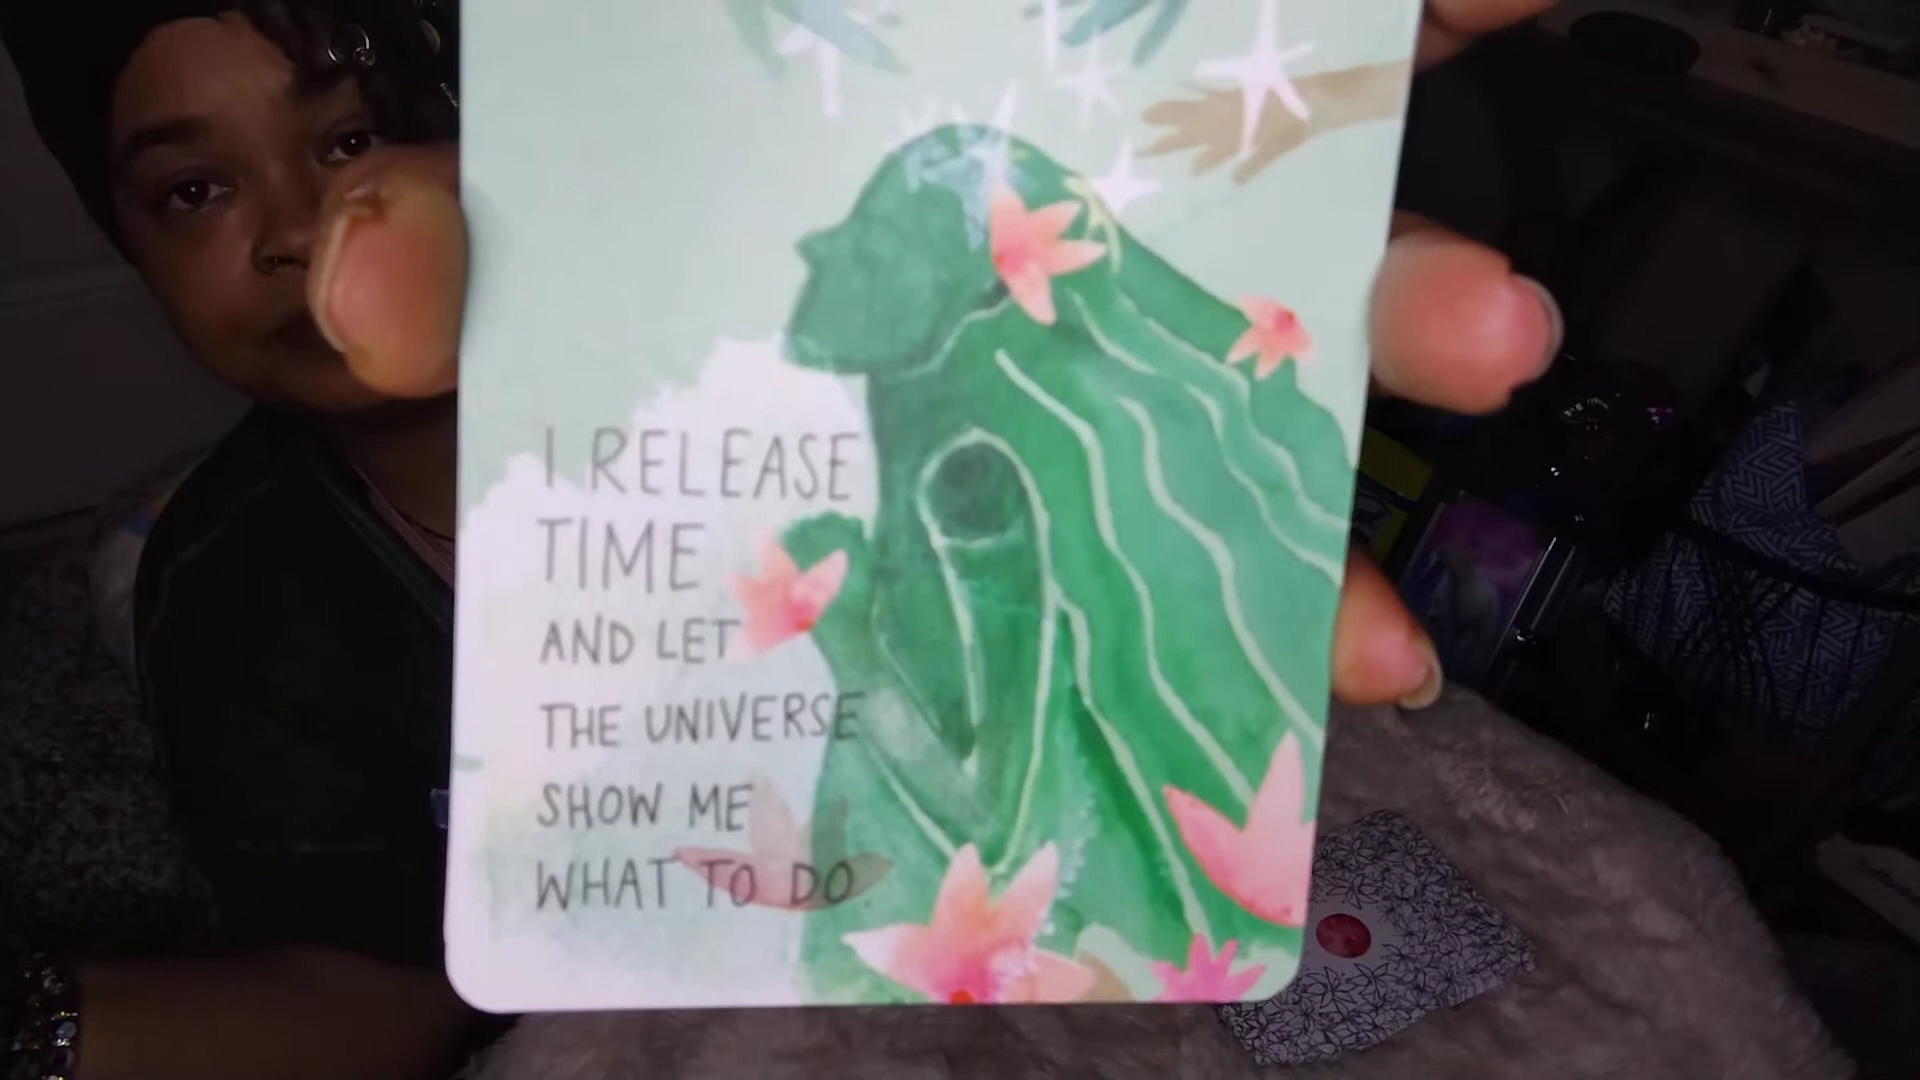 I RELEASE
TIME
AND LET
THE UNIVERSE
SHOW ME
WHAT TO DO.